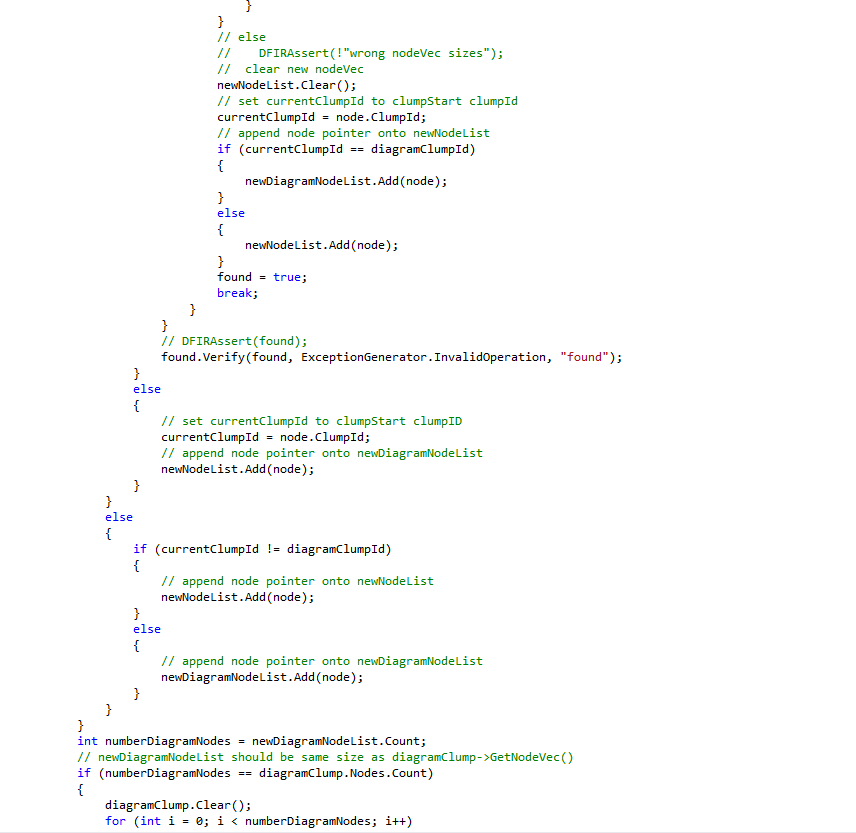 }
                    }
                    // else
                    //    DFIRAssert(!"wrong nodeVec sizes");
                    //  clear new nodeVec
                    newNodeList.Clear();
                    // set currentClumpId to clumpStart clumpId
                    currentClumpId = node.ClumpId;
                    // append node pointer onto newNodeList
                    if (currentClumpId == diagramClumpId)
                    {
                        newDiagramNodeList.Add(node);
                    }
                    else
                    {
                        newNodeList.Add(node);
                    }
                    found = true;
                    break;
                }
            }
            // DFIRAssert(found);
            found.Verify(found, ExceptionGenerator.InvalidOperation, "found");
        }
        else
        {
            // set currentClumpId to clumpStart clumpID
            currentClumpId = node.ClumpId;
            // append node pointer onto newDiagramNodeList
            newNodeList.Add(node);
        }
    }
    else
    {
        if (currentClumpId != diagramClumpId)
        {
            // append node pointer onto newNodeList
            newNodeList.Add(node);
        }
        else
        {
            // append node pointer onto newDiagramNodeList
            newDiagramNodeList.Add(node);
        }
    }
}
int numberDiagramNodes = newDiagramNodeList.Count;
// newDiagramNodeList should be same size as diagramClump->GetNodeVec()
if (numberDiagramNodes == diagramClump.Nodes.Count)
{
    diagramClump.Clear();
    for (int i = 0; i < numberDiagramNodes; i++)